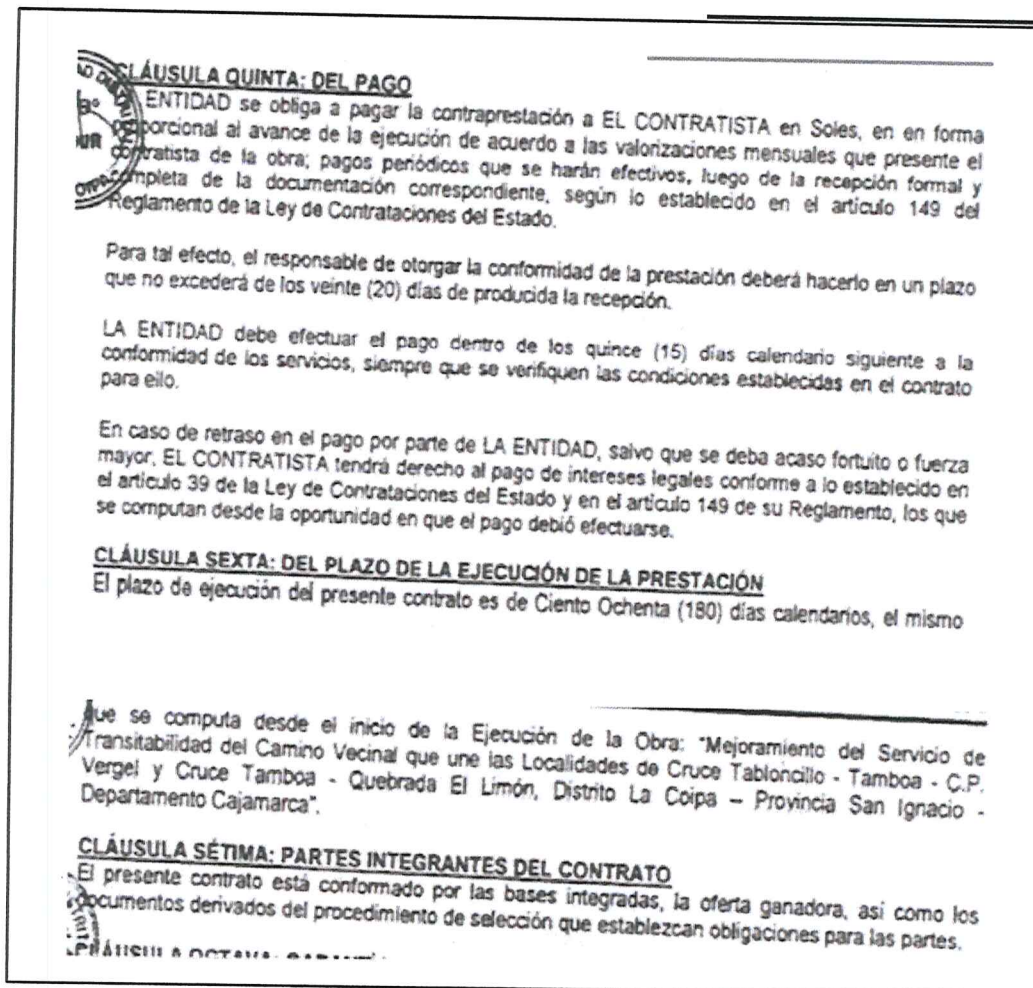 CLÁUSULA QUINTA: DEL PAGO
ENTIDAD se obliga a pagar la contraprestación a EL CONTRATISTA en Soles, en en forma
proporcional al avance de la ejecución de acuerdo a las valorizaciones mensuales que presente el
contratista de la obra; pagos periódicos que se harán efectivos, luego de la recepción formal y
completa de la documentación correspondiente, según lo establecido en el artículo 149 del
Reglamento de la Ley de Contrataciones del Estado.
Para tal efecto, el responsable de otorgar la conformidad de la prestación deberá hacerlo en un plazo
que no excederá de los veinte (20) días de producida la recepción.
LA ENTIDAD debe efectuar el pago dentro de los quince (15) días calendario siguiente a la
conformidad de los servicios, siempre que se verifiquen las condiciones establecidas en el contrato
para ello.
En caso de retraso en el pago por parte de LA ENTIDAD, salvo que se deba acaso fortuito o fuerza
mayor, EL CONTRATISTA tendrá derecho al pago de intereses legales conforme a lo establecido en
el artículo 39 de la Ley de Contrataciones del Estado y en el artículo 149 de su Reglamento, los que
se computan desde la oportunidad en que el pago debió efectuarse.
CLÁUSULA SEXTA: DEL PLAZO DE LA EJECUCIÓN DE LA PRESTACIÓN
El plazo de ejecución del presente contrato es de Ciento Ochenta (180) días calendarios, el mismo
que se computa desde el inicio de la Ejecución de la Obra: "Mejoramiento del Servicio de
Transitabilidad del Camino Vecinal que une las Localidades de Cruce Tabloncillo - Tamboa - C.P.
Vergel y Cruce Tamboa - Quebrada El Limón, Distrito La Coipa – Provincia San Ignacio -
Departamento Cajamarca".
CLÁUSULA SÉTIMA: PARTES INTEGRANTES DEL CONTRATO
El presente contrato está conformado por las bases integradas, la oferta ganadora, así como los
documentos derivados del procedimiento de selección que establezcan obligaciones para las partes.